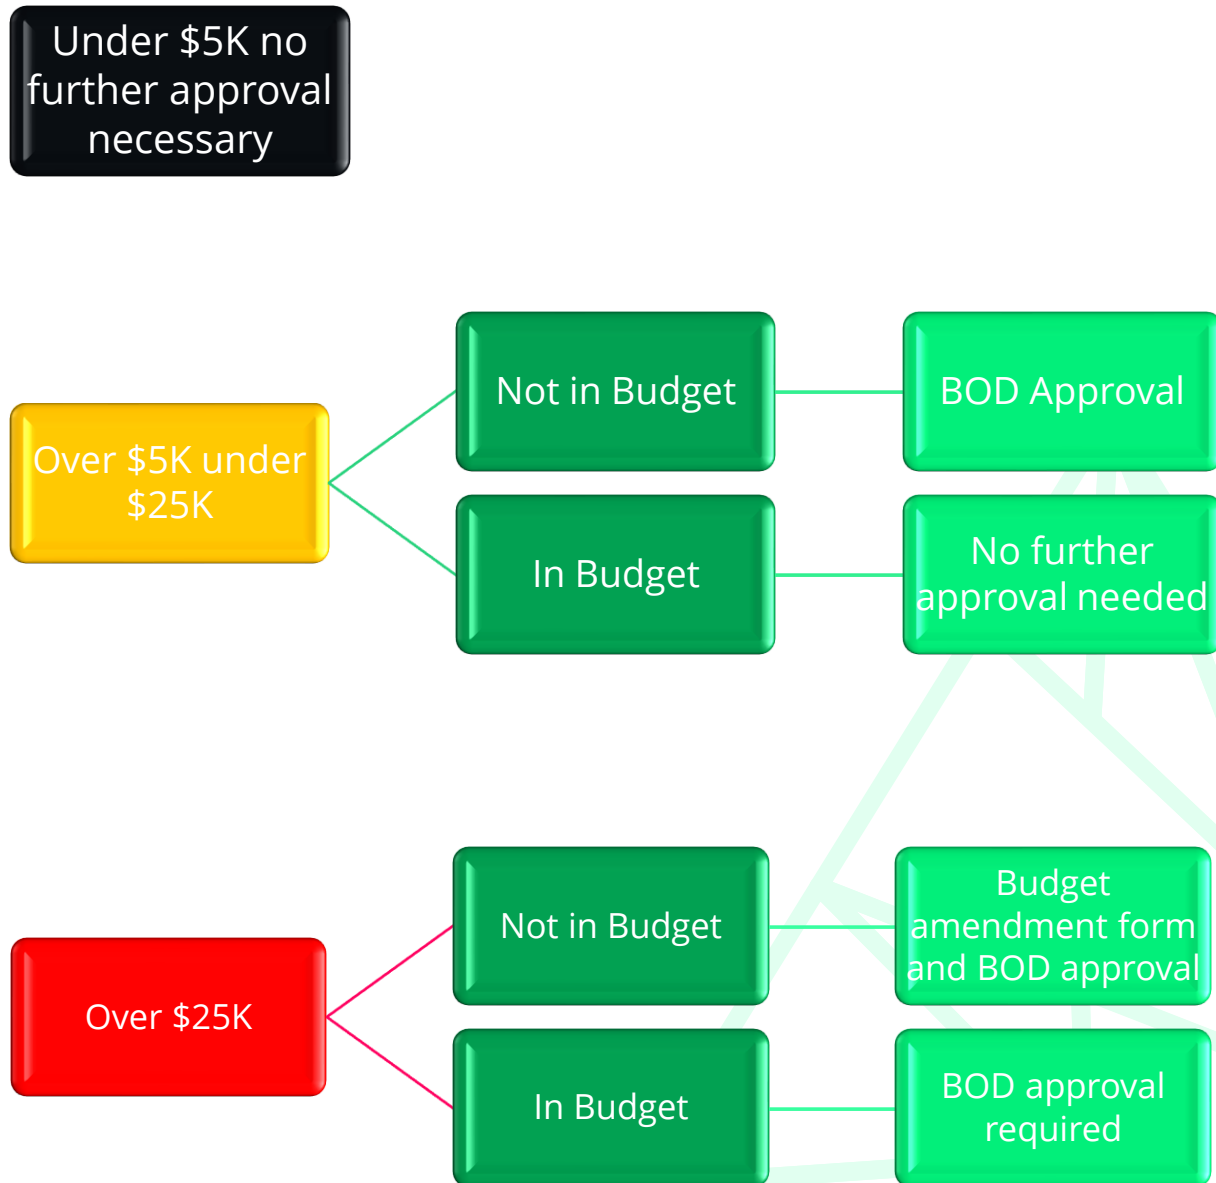 Under $5K no
further approval
necessary
Over $5K under
$25K
Not in Budget
BOD Approval
In Budget
No further
approval needed
Over $25K
Not in Budget
Budget
amendment form
and BOD approval
In Budget
BOD approval
required